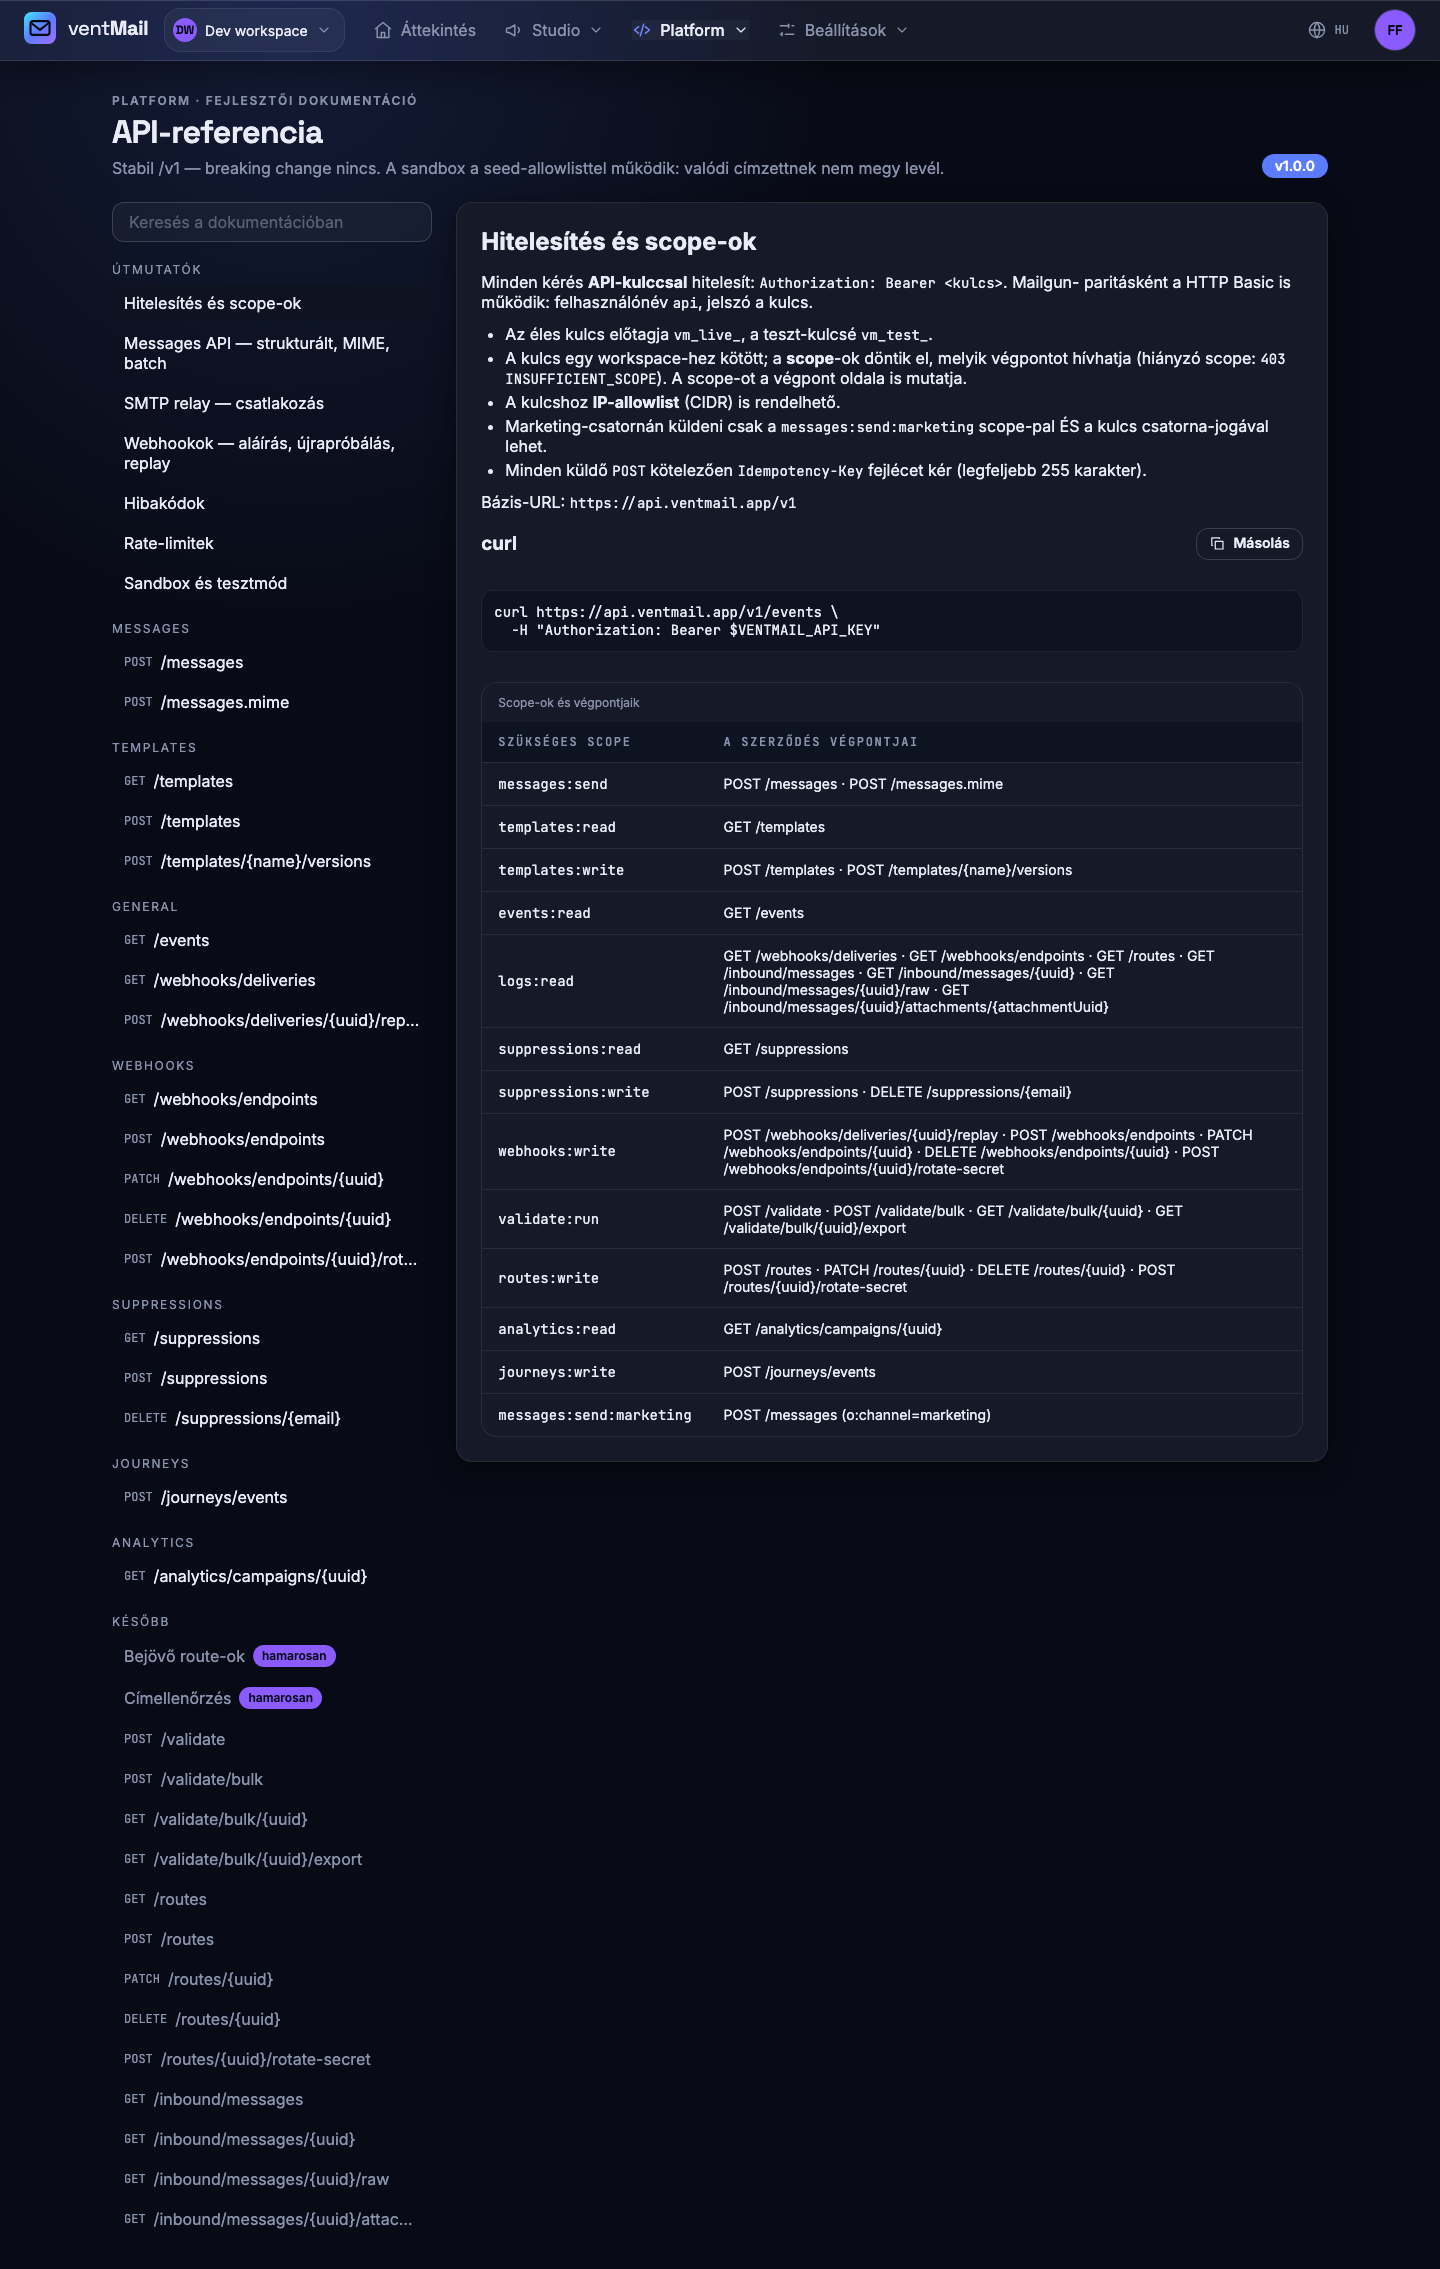 ventMail
DW Dev workspace
Áttekintés
Studio
Platform
Beállítások
HU
FF
PLATFORM · FEJLESZTŐI DOKUMENTÁCIÓ
API-referencia
Stabil /v1 — breaking change nincs. A sandbox a seed-allowlisttel működik: valódi címzettnek nem megy levél.
v1.0.0
Keresés a dokumentációban
ÚTMUTATÓK
Hitelesítés és scope-ok
Messages API — strukturált, MIME,
batch
SMTP relay — csatlakozás
Webhookok — aláírás, újrapróbálás,
replay
Hibakódok
Rate-limitek
Sandbox és tesztmód
MESSAGES
POST /messages
POST /messages.mime
TEMPLATES
GET /templates
POST /templates
POST /templates/{name}/versions
GENERAL
GET /events
GET /webhooks/deliveries
POST /webhooks/deliveries/{uuid}/rep...
WEBHOOKS
GET /webhooks/endpoints
POST /webhooks/endpoints
PATCH /webhooks/endpoints/{uuid}
DELETE /webhooks/endpoints/{uuid}
POST /webhooks/endpoints/{uuid}/rot...
SUPPRESSIONS
GET /suppressions
POST /suppressions
DELETE /suppressions/{email}
JOURNEYS
POST /journeys/events
ANALYTICS
GET /analytics/campaigns/{uuid}
KÉSŐBB
Bejövő route-ok hamarosan
Címellenőrzés hamarosan
POST /validate
POST /validate/bulk
GET /validate/bulk/{uuid}
GET /validate/bulk/{uuid}/export
GET /routes
POST /routes
PATCH /routes/{uuid}
DELETE /routes/{uuid}
POST /routes/{uuid}/rotate-secret
GET /inbound/messages
GET /inbound/messages/{uuid}
GET /inbound/messages/{uuid}/raw
GET /inbound/messages/{uuid}/attac...
Hitelesítés és scope-ok
Minden kérés API-kulccsal hitelesít: Authorization: Bearer <kulcs>. Mailgun- paritásként a HTTP Basic is
működik: felhasználónév api, jelszó a kulcs.
• Az éles kulcs előtagja vm_live_, a teszt-kulcsé vm_test_.
• A kulcs egy workspace-hez kötött; a scope-ok döntik el, melyik végpontot hívhatja (hiányzó scope: 403
INSUFFICIENT_SCOPE). A scope-ot a végpont oldala is mutatja.
• A kulcshoz IP-allowlist (CIDR) is rendelhető.
• Marketing-csatornán küldeni csak a messages:send:marketing scope-pal ÉS a kulcs csatorna-jogával
lehet.
• Minden küldő POST kötelezően Idempotency-Key fejlécet kér (legfeljebb 255 karakter).
Bázis-URL: https://api.ventmail.app/v1
curl
Másolás
curl https://api.ventmail.app/v1/events \
-H "Authorization: Bearer $VENTMAIL_API_KEY"
Scope-ok és végpontjaik
SZÜKSÉGES SCOPE A SZERZŐDÉS VÉGPONTJAI
messages:send POST /messages · POST /messages.mime
templates:read GET /templates
templates:write POST /templates · POST /templates/{name}/versions
events:read GET /events
logs:read GET /webhooks/deliveries · GET /webhooks/endpoints · GET /routes · GET
/inbound/messages · GET /inbound/messages/{uuid} · GET
/inbound/messages/{uuid}/raw · GET
/inbound/messages/{uuid}/attachments/{attachmentUuid}
suppressions:read GET /suppressions
suppressions:write POST /suppressions · DELETE /suppressions/{email}
webhooks:write POST /webhooks/deliveries/{uuid}/replay · POST /webhooks/endpoints · PATCH
/webhooks/endpoints/{uuid} · DELETE /webhooks/endpoints/{uuid} · POST
/webhooks/endpoints/{uuid}/rotate-secret
validate:run POST /validate · POST /validate/bulk · GET /validate/bulk/{uuid} · GET
/validate/bulk/{uuid}/export
routes:write POST /routes · PATCH /routes/{uuid} · DELETE /routes/{uuid} · POST
/routes/{uuid}/rotate-secret
analytics:read GET /analytics/campaigns/{uuid}
journeys:write POST /journeys/events
messages:send:marketing POST /messages (o:channel=marketing)